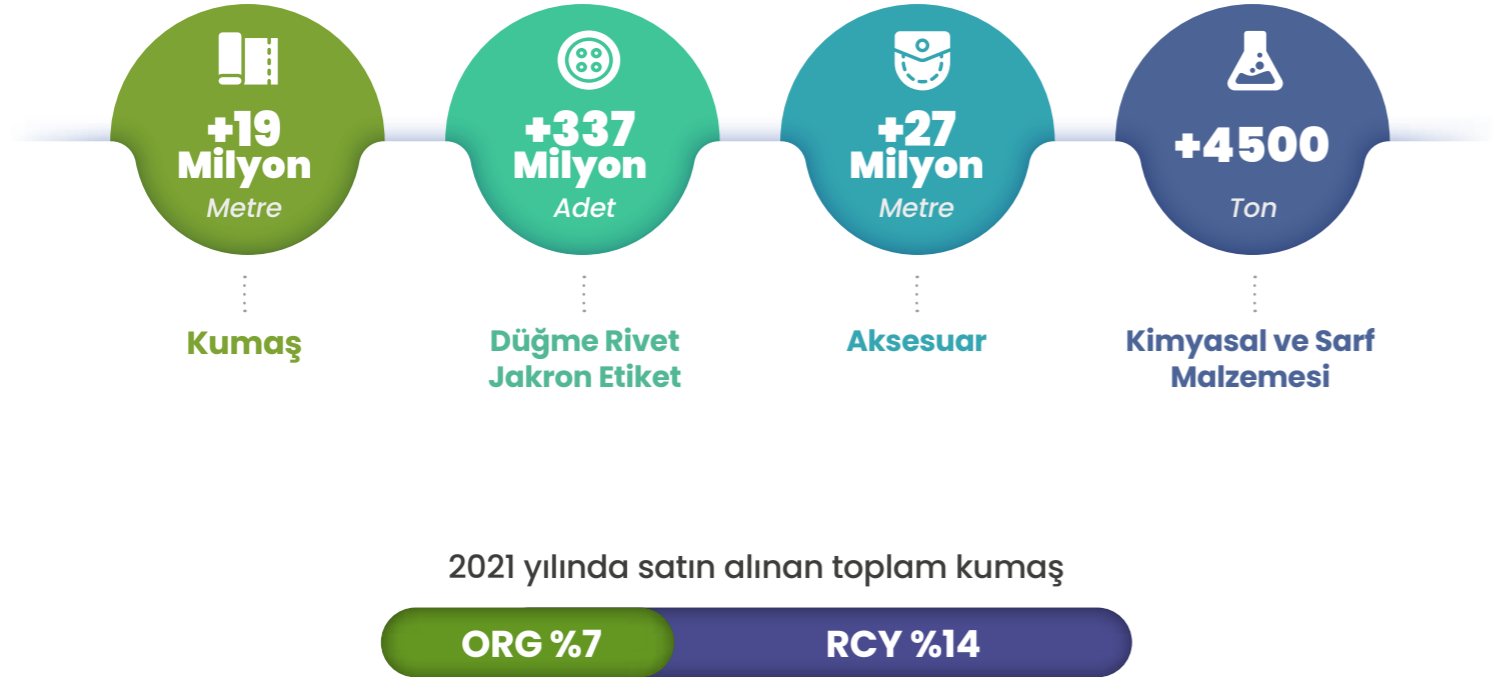 +19
Milyon
Metre
Kumaş
+337
Milyon
Adet
Düğme Rivet
Jakron Etiket
+27
Milyon
Metre
Aksesuar
+4500
Ton
Kimyasal ve Sarf
Malzemesi
2021 yılında satın alınan toplam kumaş
ORG %7
RCY %14